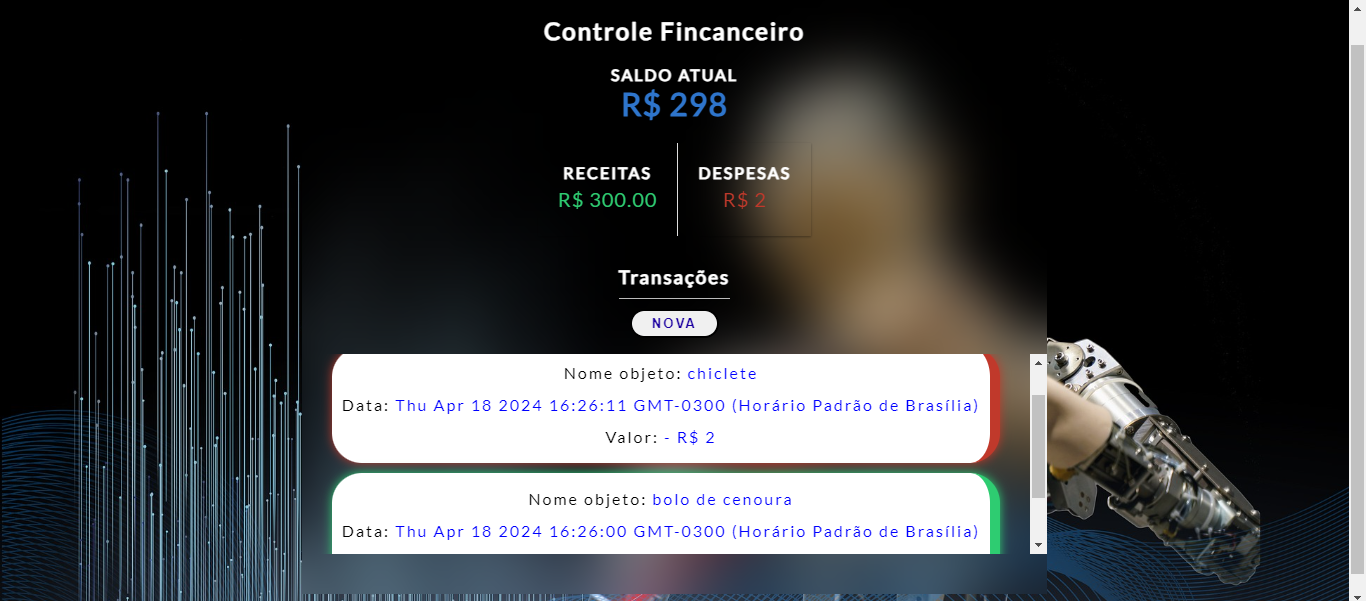 Controle Fincanceiro
SALDO ATUAL
R$ 298
RECEITAS
R$ 300.00
DESPESAS
R$ 2
Transações
NOVA
Nome objeto: chiclete
Data: Thu Apr 18 2024 16:26:11 GMT-0300 (Horário Padrão de Brasília)
Valor: - R$ 2
Nome objeto: bolo de cenoura
Data: Thu Apr 18 2024 16:26:00 GMT-0300 (Horário Padrão de Brasília)